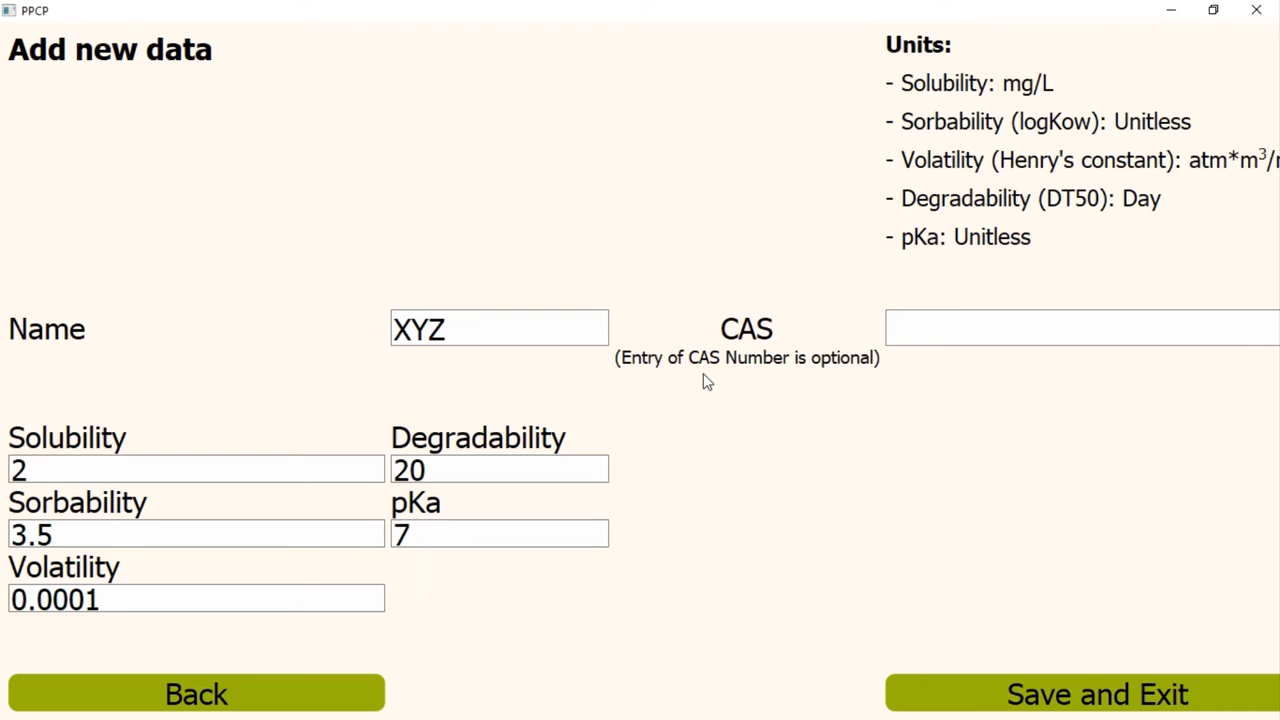 PPCP
Add new data
Units:
- Solubility: mg/L
- Sorbability (logKow): Unitless
- Volatility (Henry's constant): atm*m³/
- Degradability (DT50): Day
- pKa: Unitless
Name
XYZ
CAS
(Entry of CAS Number is optional)
Solubility
Degradability
2
20
Sorbability
pKa
3.5
7
Volatility
0.0001
Back
Save and Exit